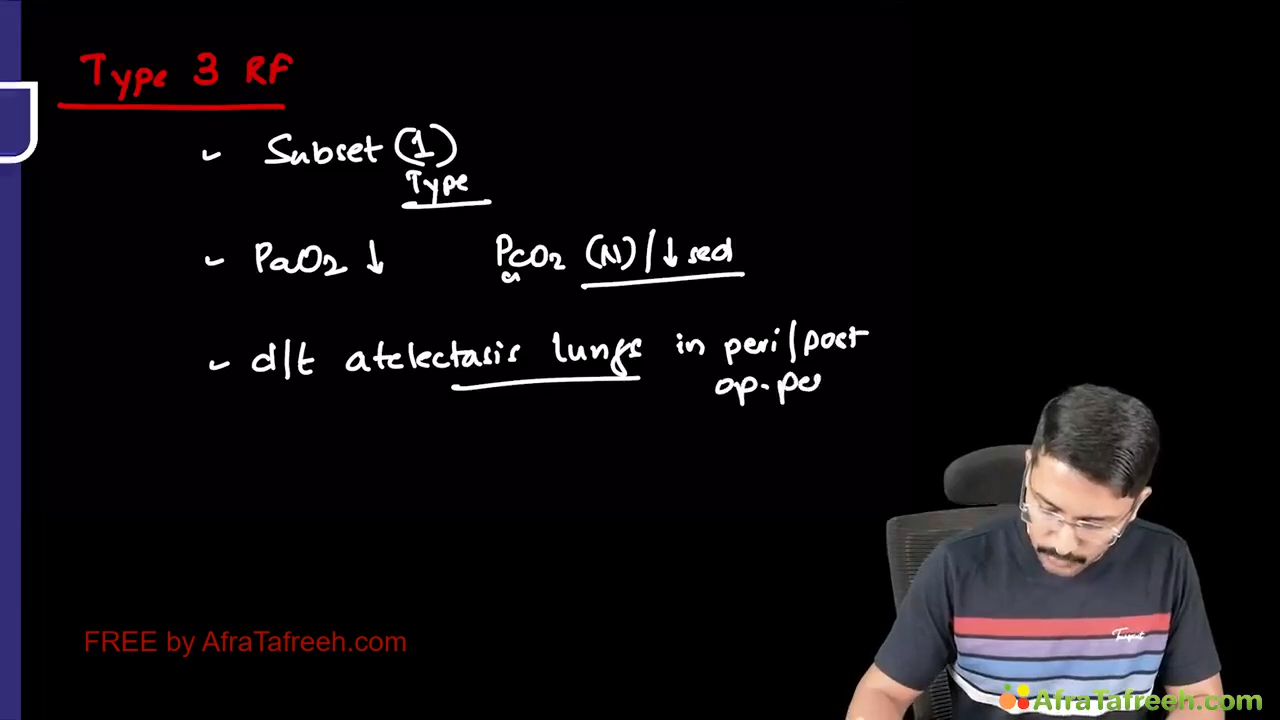 Type 3 RF
Subset (1)
Type
PaO2 ↓ PaCO2 (N)/↓sed
d/t atelectasis lungs in peri/post
op. per
FREE by AfraTafreeh.com
AfraTafreeh.com